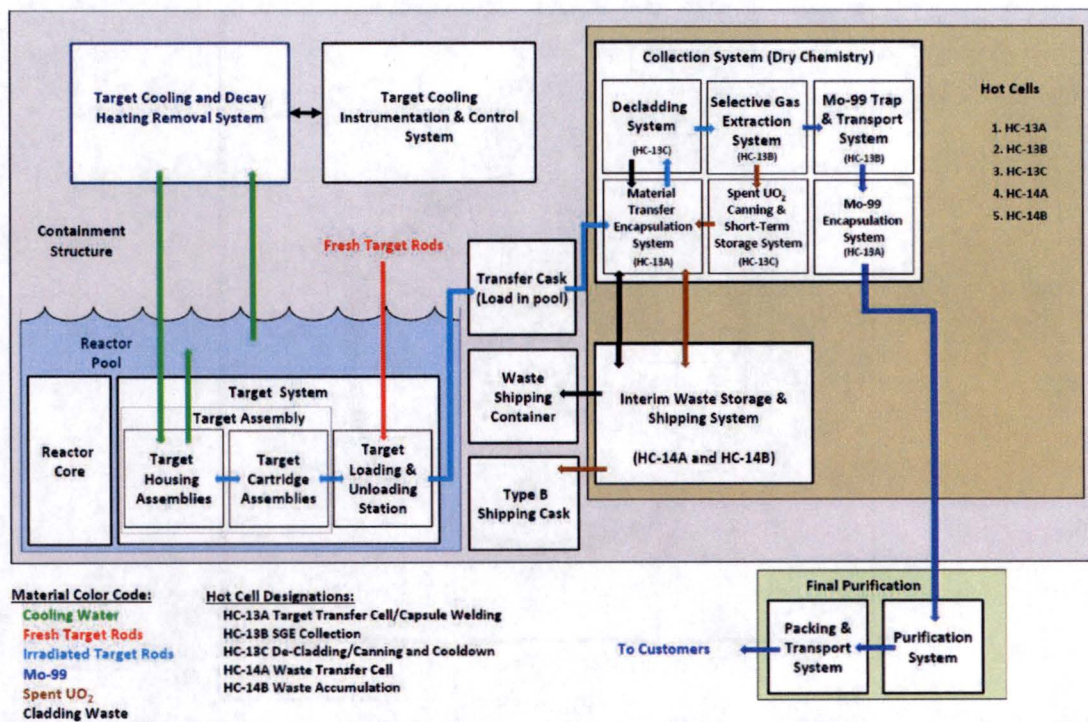 Target Cooling and Decay
Heating Removal System
Target Cooling
Instrumentation & Control
System
Containment
Structure
Fresh Target Rods
Transfer Cask
(Load in pool)
Reactor
Pool
Target System
Target Assembly
Reactor
Core
Target
Housing
Assemblies
Target
Cartridge
Assemblies
Target
Loading &
Unloading
Station
Waste
Shipping
Container
Type B
Shipping Cask
Collection System (Dry Chemistry)
Decladding
System
(HC-13C)
Selective Gas
Extraction
System
(HC-13B)
Mo-99 Trap
& Transport
System
(HC-13B)
Material
Transfer
Encapsulation
System
(HC-13A)
Spent UO2
Canning &
Short-Term
Storage System
(HC-13C)
Mo-99
Encapsulation
System
(HC-13A)
Hot Cells
1. HC-13A
2. HC-13B
3. HC-13C
4. HC-14A
5. HC-14B
Interim Waste Storage &
Shipping System
(HC-14A and HC-14B)
Final Purification
Packing &
Transport
System
Purification
System
To Customers
Material Color Code:
Cooling Water
Fresh Target Rods
Irradiated Target Rods
Mo-99
Spent UO2
Cladding Waste
Hot Cell Designations:
HC-13A Target Transfer Cell/Capsule Welding
HC-13B SGE Collection
HC-13C De-Cladding/Canning and Cooldown
HC-14A Waste Transfer Cell
HC-14B Waste Accumulation